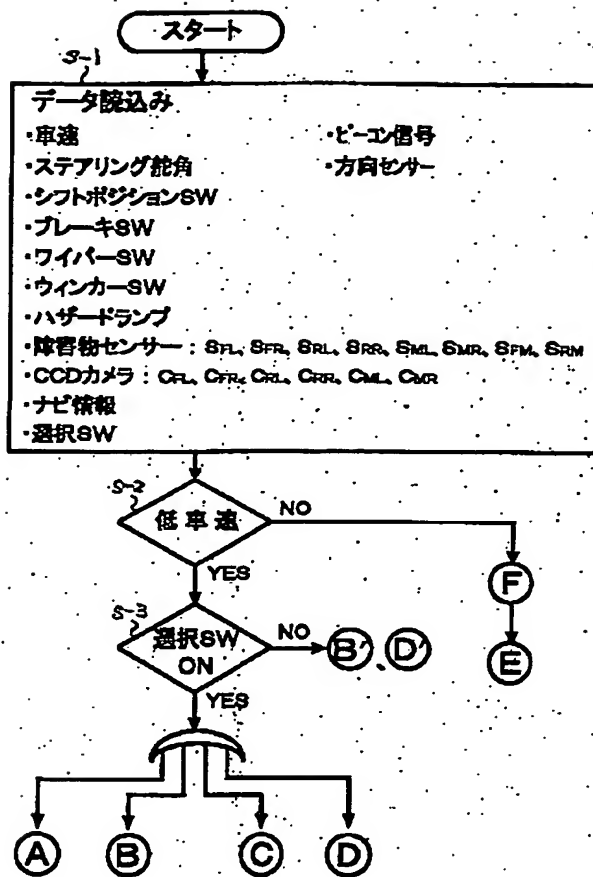 スタート
S-1
データ読込み
・車速
・ビーコン信号
・ステアリング舵角
・方向センサー
・シフトポジションSW
・ブレーキSW
・ワイパーSW
・ウィンカーSW
・ハザードランプ
・障害物センサー：SFL、SFR、SRL、SRR、SML、SMR、SFM、SRM
・CCDカメラ：CFL、CFR、CRL、CRR、CML、CMR
・ナビ情報
・選択SW
S-2
低車速
NO
YES
F
S-3
選択SW
ON
NO
B'、D'
E
YES
A B C D